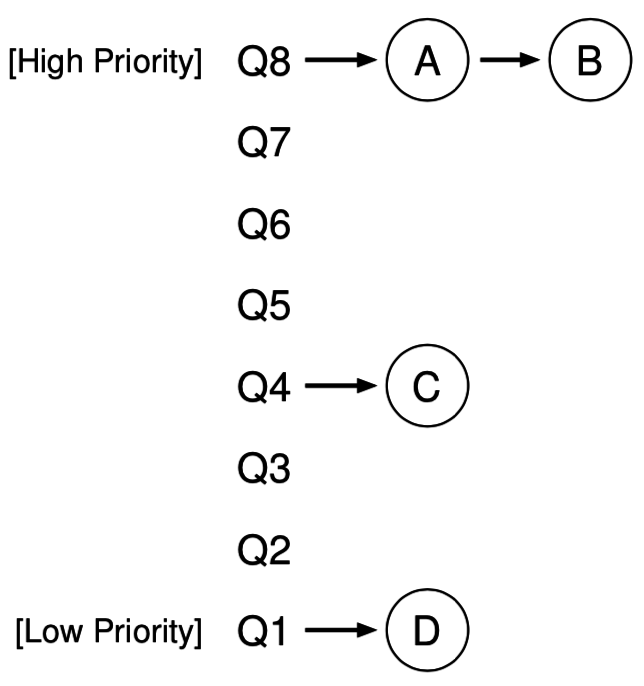 [High Priority] Q8 A B
Q7
Q6
Q5
Q4 C
Q3
Q2
[Low Priority] Q1 D